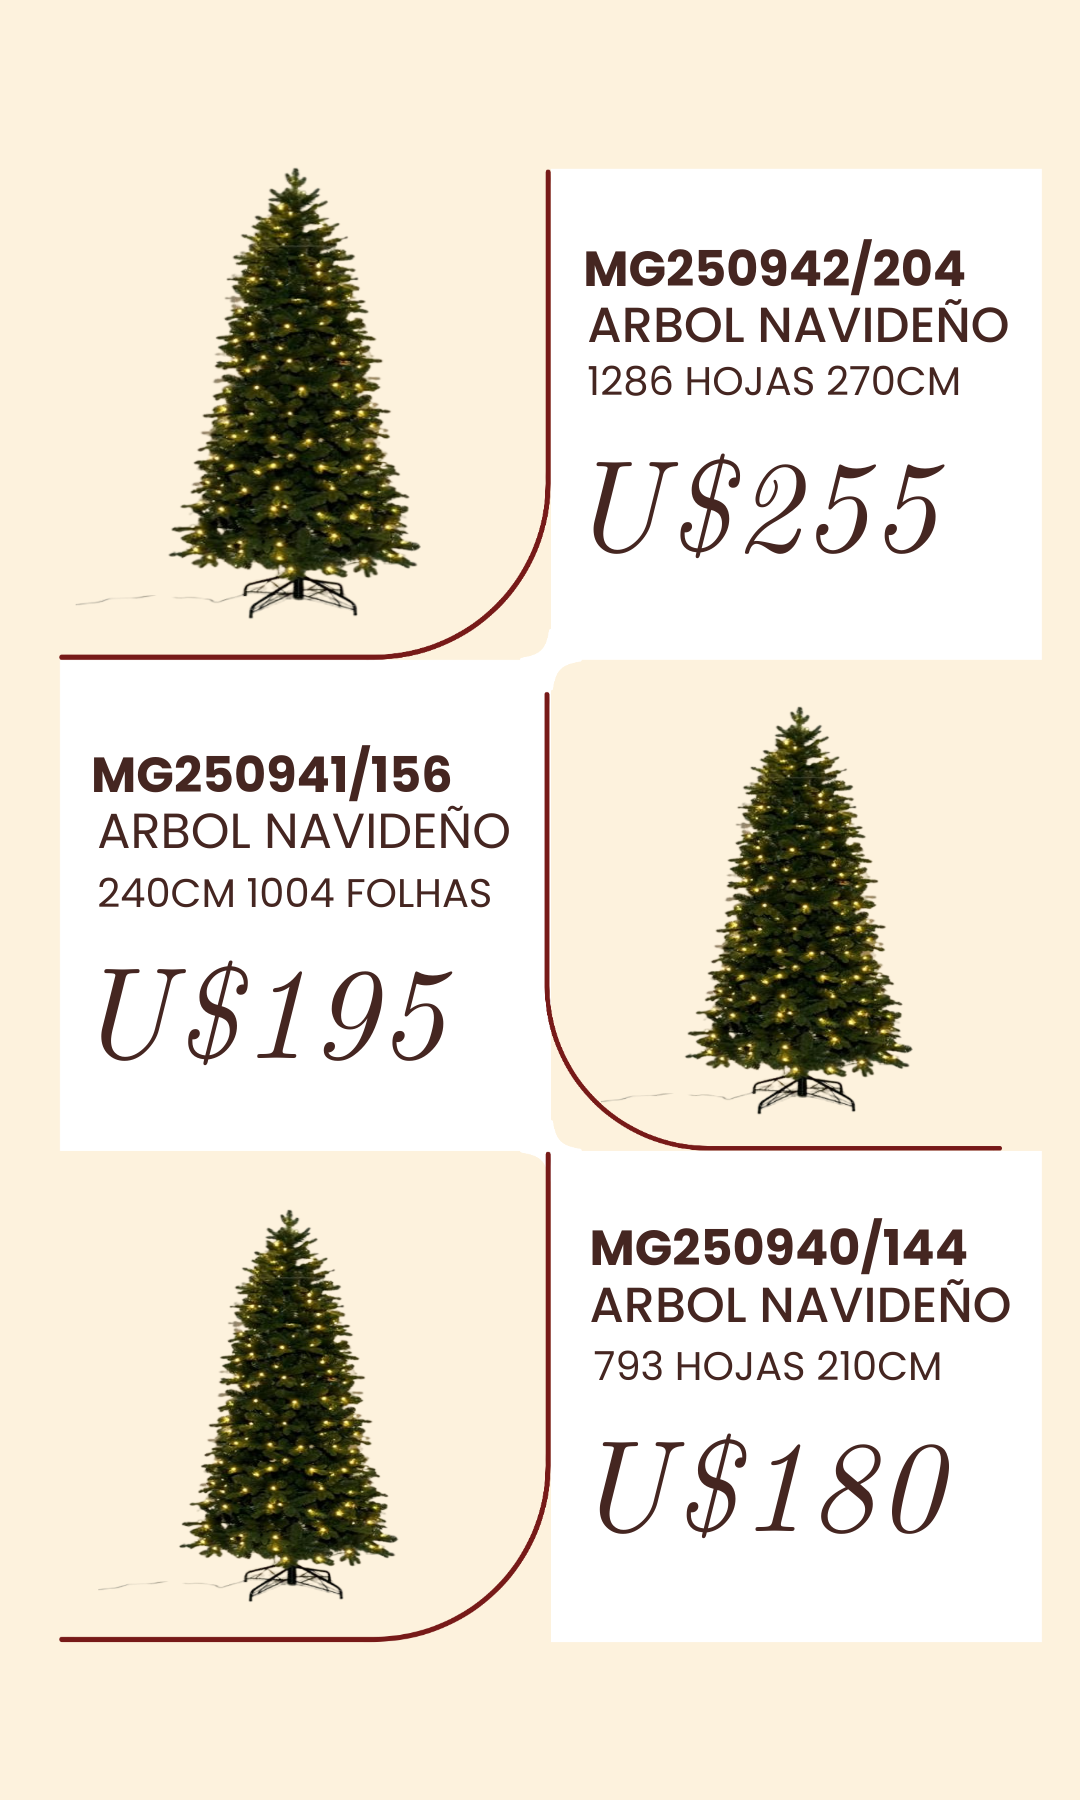 MG250942/204
ARBOL NAVIDEÑO
1286 HOJAS 270CM
U$255
MG250941/156
ARBOL NAVIDEÑO
240CM 1004 FOLHAS
U$195
MG250940/144
ARBOL NAVIDEÑO
793 HOJAS 210CM
U$180